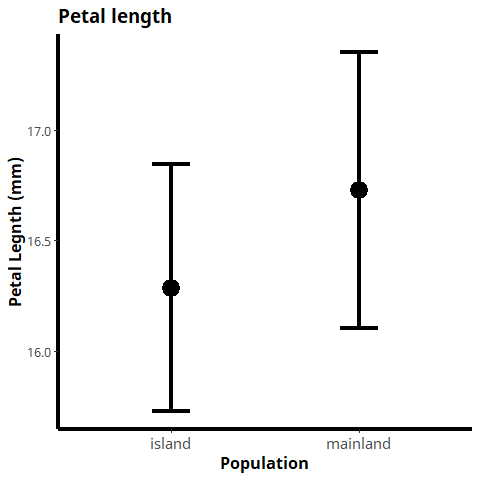 Petal length
Petal Legnth (mm)
17.0
16.5
16.0
island
mainland
Population